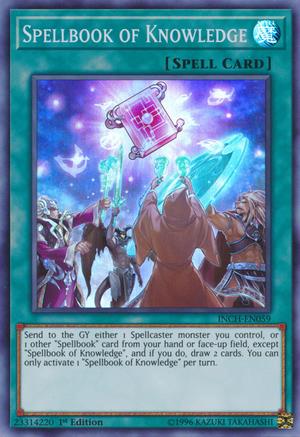 SPELLBOOK OF KNOWLEDGE
[SPELL CARD]
INCH-EN059
Send to the GY either 1 Spellcaster monster you control, or
1 other "Spellbook" card from your hand or face-up field, except
"Spellbook of Knowledge", and if you do, draw 2 cards. You can
only activate 1 "Spellbook of Knowledge" per turn.
23314220 1st Edition ©1996 KAZUKI TAKAHASHI